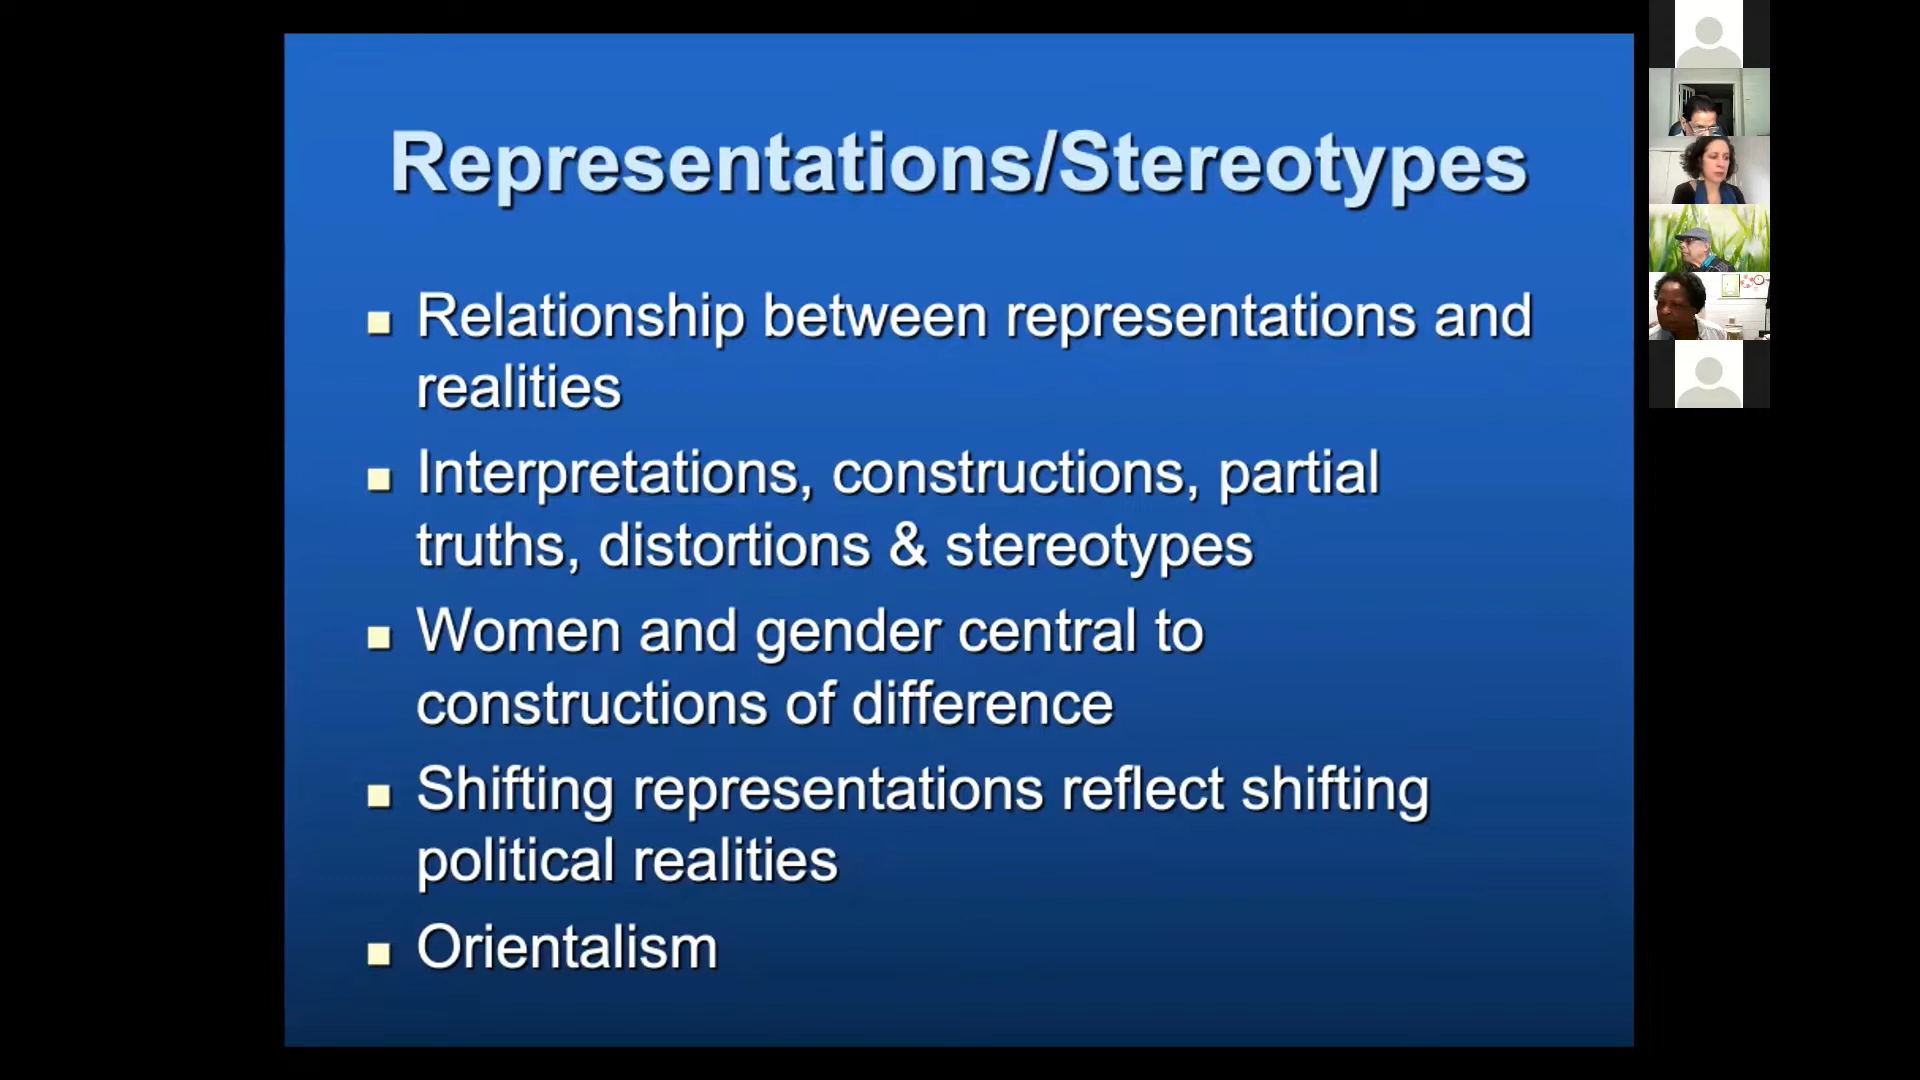 Representations/Stereotypes
Relationship between representations and
realities
Interpretations, constructions, partial
truths, distortions & stereotypes
Women and gender central to
constructions of difference
Shifting representations reflect shifting
political realities
Orientalism